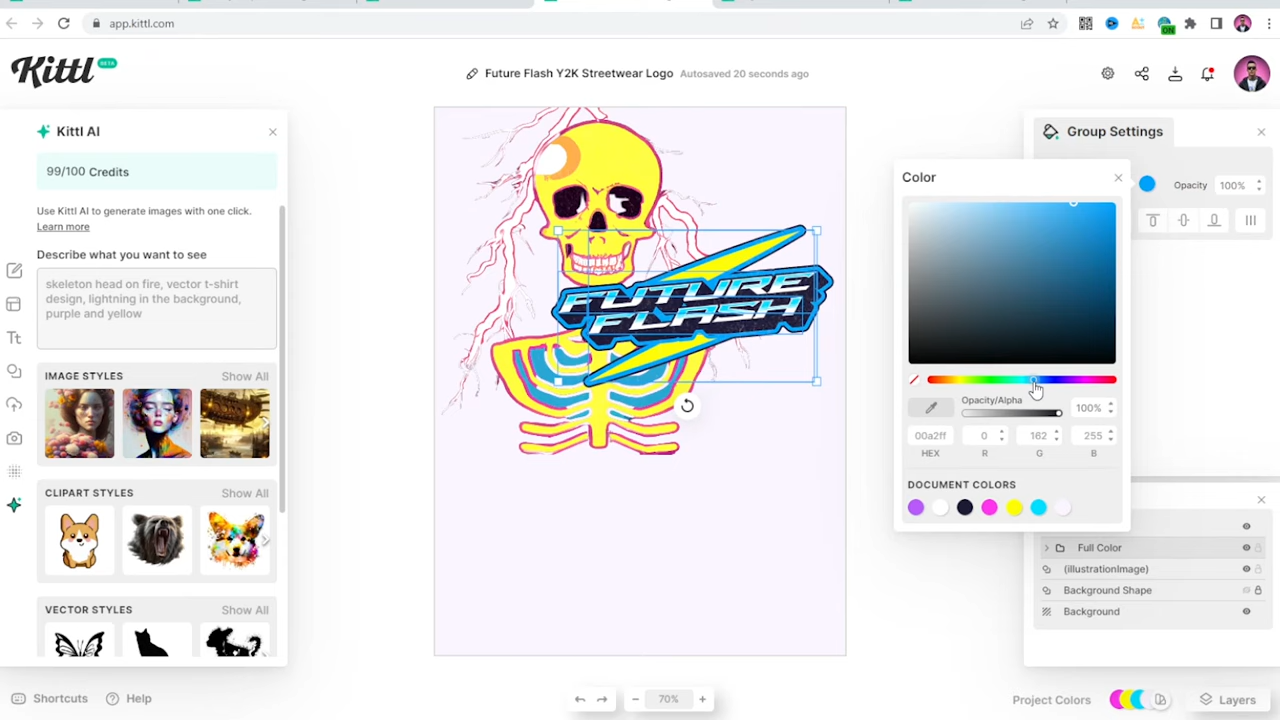 app.kittl.com
ON
Kittl BETA
Future Flash Y2K Streetwear Logo Autosaved 20 seconds ago
Kittl AI
99/100 Credits
Use Kittl AI to generate images with one click.
Learn more
Describe what you want to see
skeleton head on fire, vector t-shirt
design, lightning in the background,
purple and yellow
IMAGE STYLES Show All
CLIPART STYLES Show All
VECTOR STYLES Show All
Shortcuts Help
FUTURE
FLASH
70%
Group Settings
Opacity 100%
Color
Opacity/Alpha
100%
00a2ff 0 162 255
HEX R G B
DOCUMENT COLORS
Full Color
(illustrationImage)
Background Shape
Background
Project Colors Layers